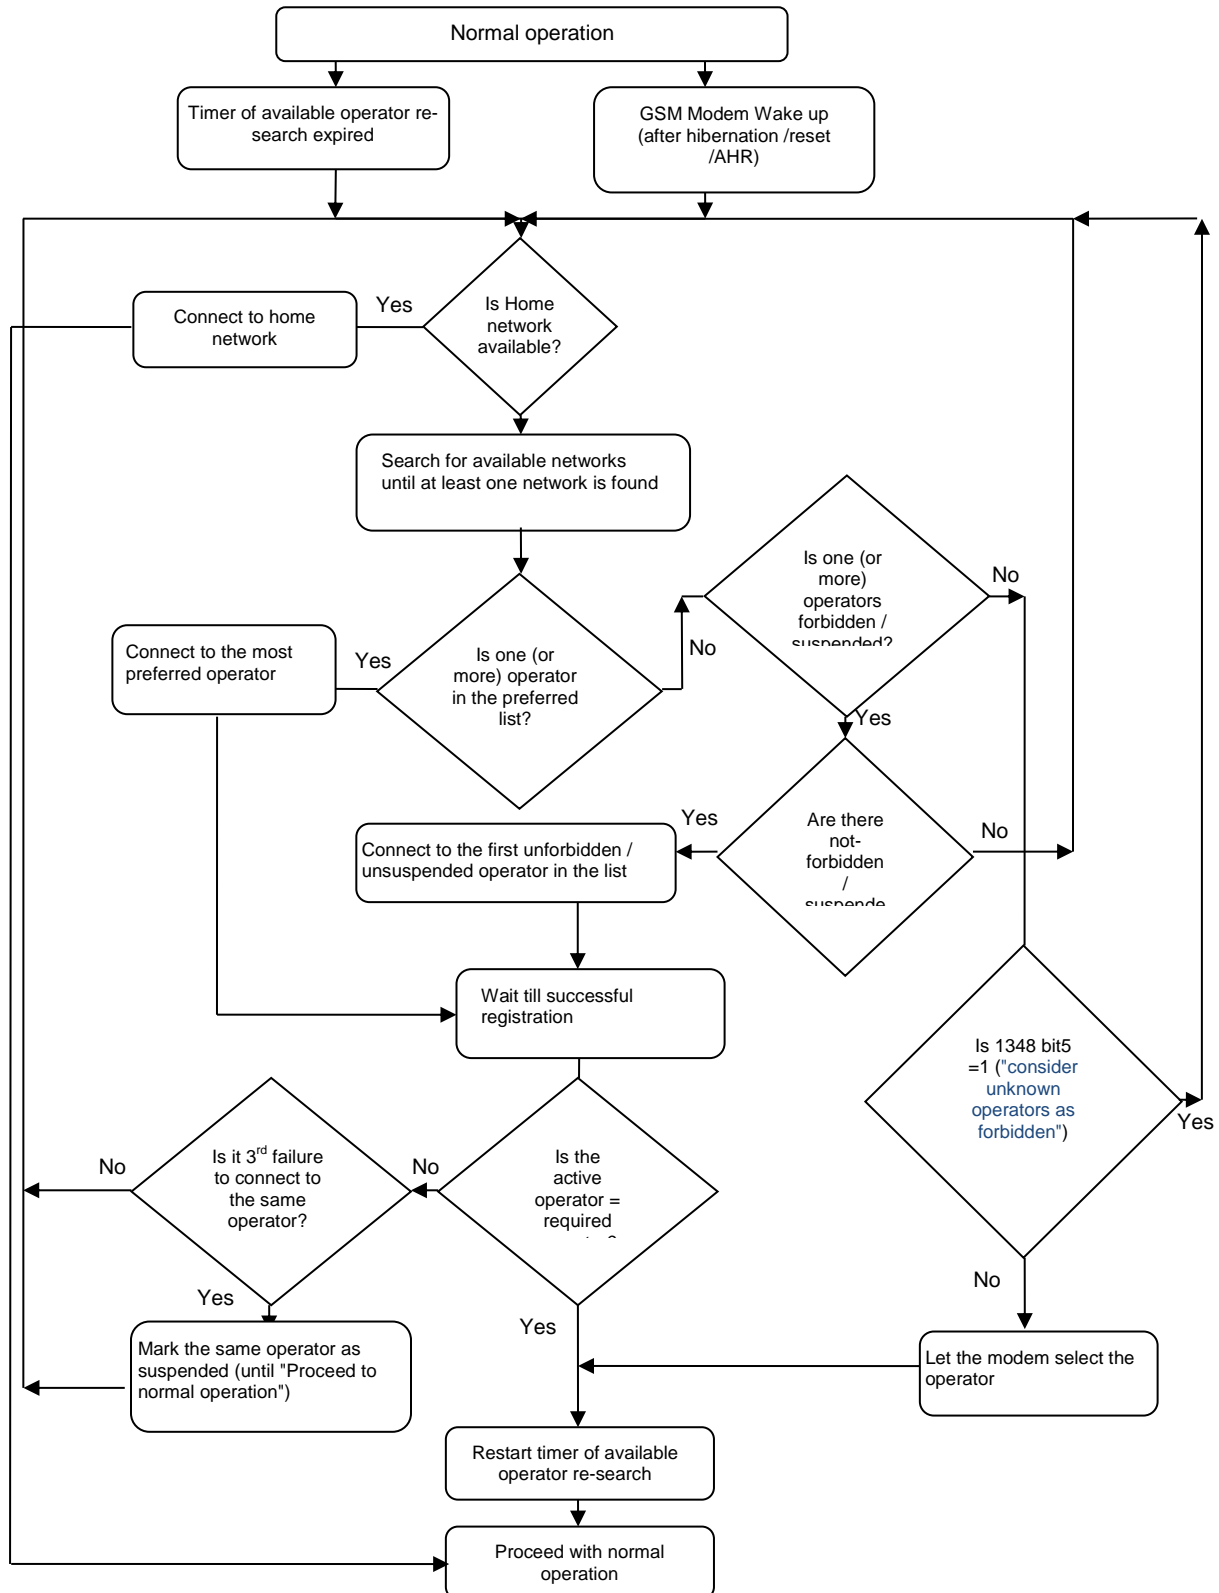 Normal operation
Timer of available operator re-
search expired
GSM Modem Wake up
(after hibernation /reset
/AHR)
Is Home
network
available?
Yes
Connect to home
network
Search for available networks
until at least one network is found
Is one (or
more)
operators
forbidden /
suspended?
No
Is one (or
more) operator
in the preferred
list?
No
Yes
Connect to the most
preferred operator
Yes
Are there
not-
forbidden
/
suspende
Yes
No
Connect to the first unforbidden /
unsuspended operator in the list
Wait till successful
registration
Is 1348 bit5
=1 ("consider
unknown
operators as
forbidden")
Yes
No
Is the
active
operator =
required
No
Is it 3rd failure
to connect to
the same
operator?
No
Yes
Yes
Mark the same operator as
suspended (until "Proceed to
normal operation")
Let the modem select the
operator
Restart timer of available
operator re-search
Proceed with normal
operation